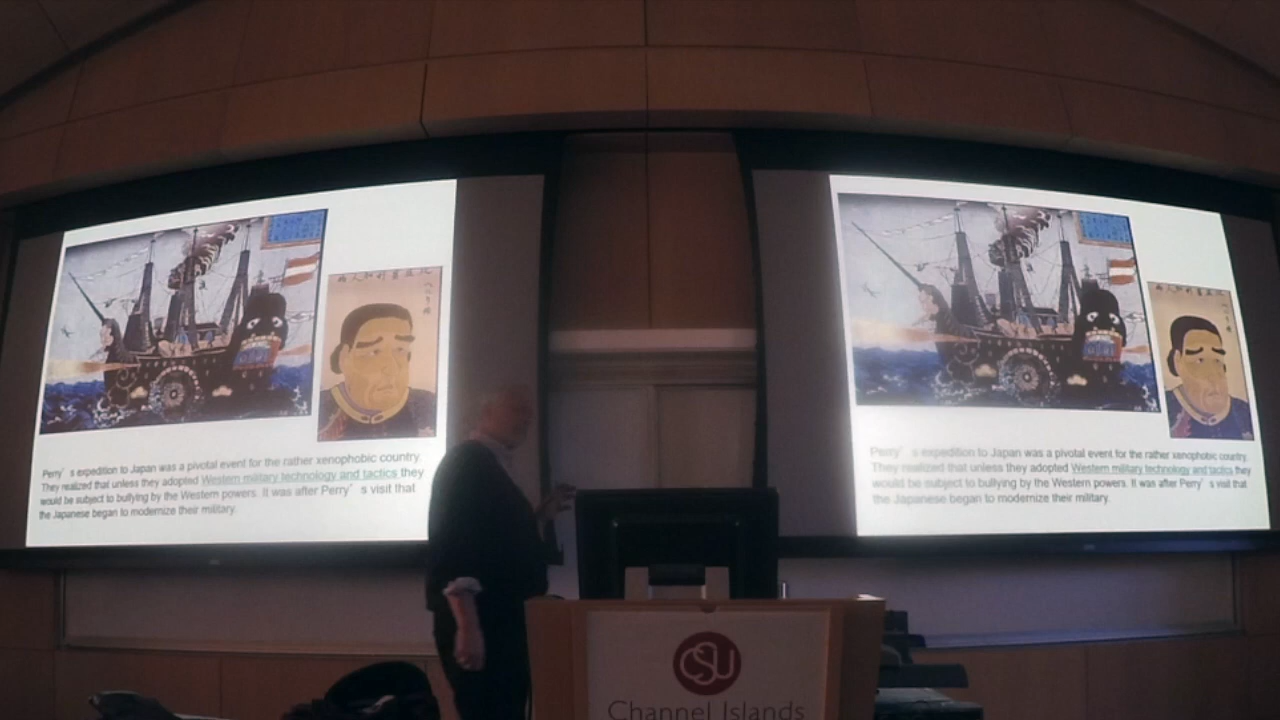 Perry’ s expedition to Japan was a pivotal event for the rather xenophobic country.
They realized that unless they adopted Western military technology and tactics they
would be subject to bullying by the Western powers. It was after Perry’ s visit that
the Japanese began to modernize their military.
Perry’ s expedition to Japan was a pivotal event for the rather xenophobic country.
They realized that unless they adopted Western military technology and tactics they
would be subject to bullying by the Western powers. It was after Perry’ s visit that
the Japanese began to modernize their military.
CSU
Channel Islands